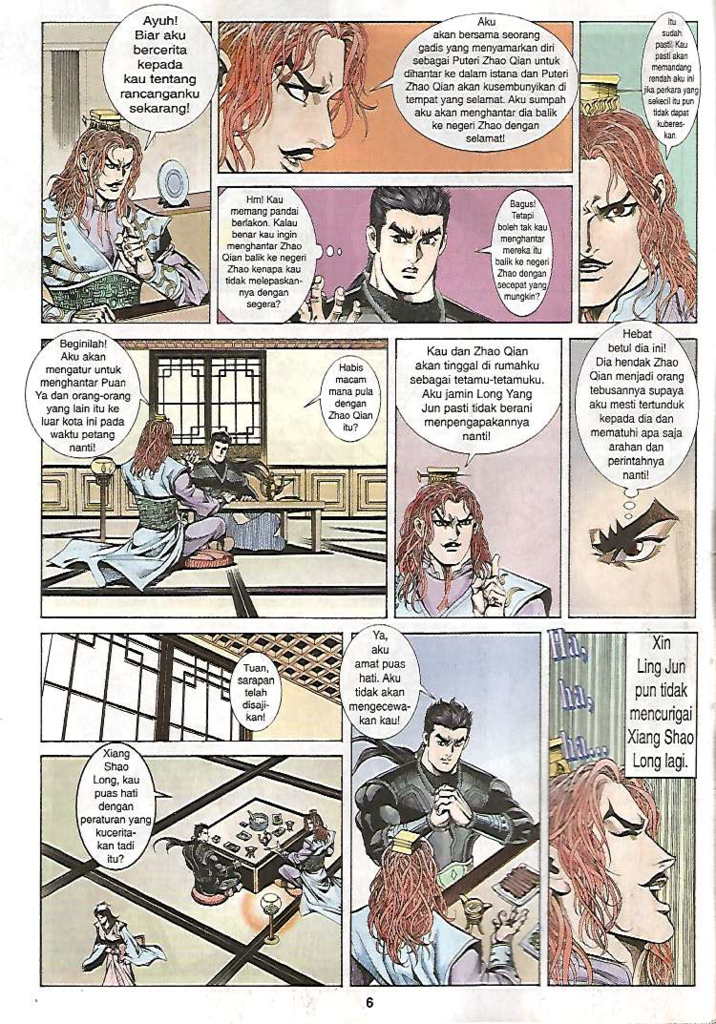 Ayuh!
Biar aku
bercerita
kepada
kau tentang
rancanganku
sekarang!
Aku
akan bersama seorang
gadis yang menyamarkan diri
sebagai Puteri Zhao Qian untuk
dihantar ke dalam istana dan Puteri
Zhao Qian akan kusembunyikan di
tempat yang selamat. Aku sumpah
aku akan menghantar dia balik
ke negeri Zhao dengan
selamat!
Itu
sudah
pasti! Kau
pasti akan
memandang
rendah aku ini
jika perkara yang
sekecil itu pun
tidak
dapat
kuberes-
kan!
Hm! Kau
memang pandai
berlakon. Kalau
benar kau ingin
menghantar Zhao
Qian balik ke negeri
Zhao kenapa kau
tidak melepaskan-
nya dengan
segera?
Bagus!
Tetapi
boleh tak kau
menghantar
mereka balik
ke negeri Zhao
dengan
secepat yang
mungkin?
Beginilah!
Aku akan
mengatur untuk
menghantar Puan
Ya dan orang-orang
yang lain itu ke
luar kota ini pada
waktu petang
nanti!
Habis
macam
mana pula
dengan
Zhao Qian
itu?
Kau dan Zhao Qian
akan tinggal di rumahku
sebagai tetamu-tetamuku.
Aku jamin Long Yang
Jun pasti tidak berani
menpengapakannya
nanti!
Hebat
betul dia ini!
Dia hendak Zhao
Qian menjadi orang
tebusannya supaya
aku mesti tertunduk
kepada dia dan
mematuhi apa saja
arahan dan
perintahnya
nanti!
Tuan,
sarapan
telah
disaji-
kan!
Xiang
Shao
Long, kau
puas hati
dengan
peraturan yang
kucerita-
kan tadi
itu?
Ya,
aku
amat puas
hati. Aku
tidak akan
mengecewa-
kan kau!
Ha,
ha,
ha...
Xin
Ling Jun
pun tidak
mencurigai
Xiang Shao
Long lagi.
6